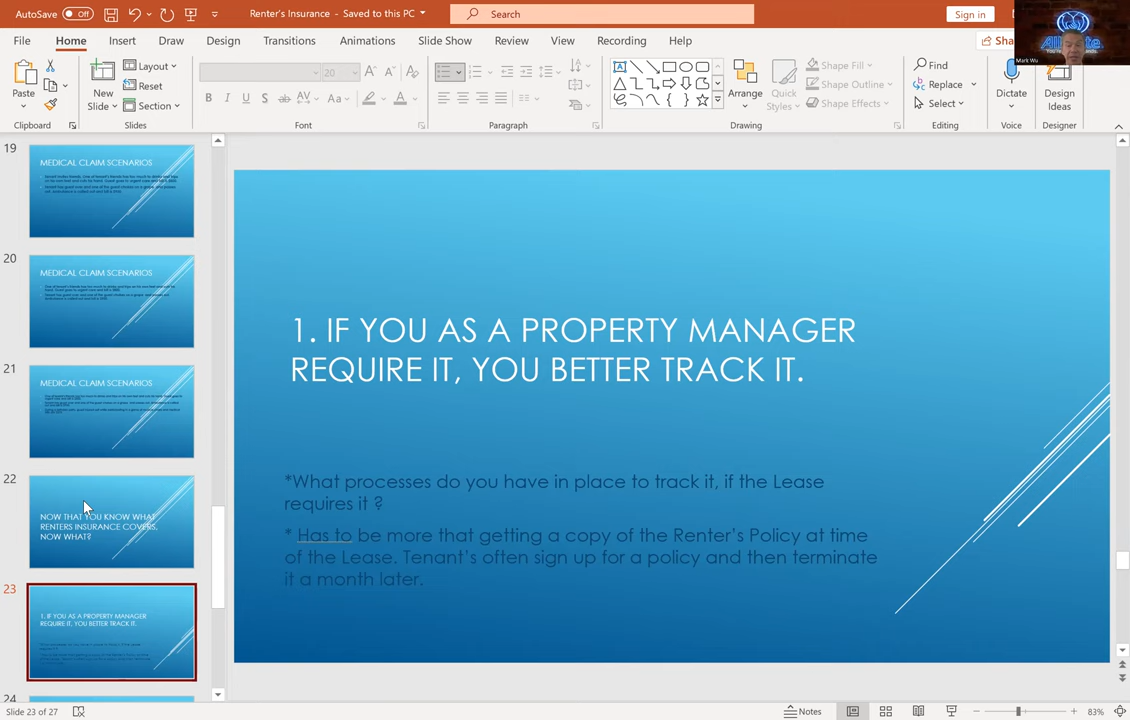 AutoSave Off Renter's Insurance - Saved to this PC Search Sign in
File Home Insert Draw Design Transitions Animations Slide Show Review View Recording Help
Paste New Slide Layout Reset Section 20 Arrange Quick Styles Shape Fill Shape Outline Shape Effects Find Replace Select Dictate Design Ideas
Clipboard Slides Font Paragraph Drawing Editing Voice Designer
Mark Wu
19
MEDICAL CLAIM SCENARIOS
20
MEDICAL CLAIM SCENARIOS
21
MEDICAL CLAIM SCENARIOS
22
NOW THAT YOU KNOW WHAT
RENTERS INSURANCE COVERS,
NOW WHAT?
23
1. IF YOU AS A PROPERTY MANAGER
REQUIRE IT, YOU BETTER TRACK IT.
24
1. IF YOU AS A PROPERTY MANAGER
REQUIRE IT, YOU BETTER TRACK IT.
*What processes do you have in place to track it, if the Lease
requires it ?
* Has to be more that getting a copy of the Renter's Policy at time
of the Lease. Tenant's often sign up for a policy and then terminate
it a month later.
Slide 23 of 27 Notes 83%